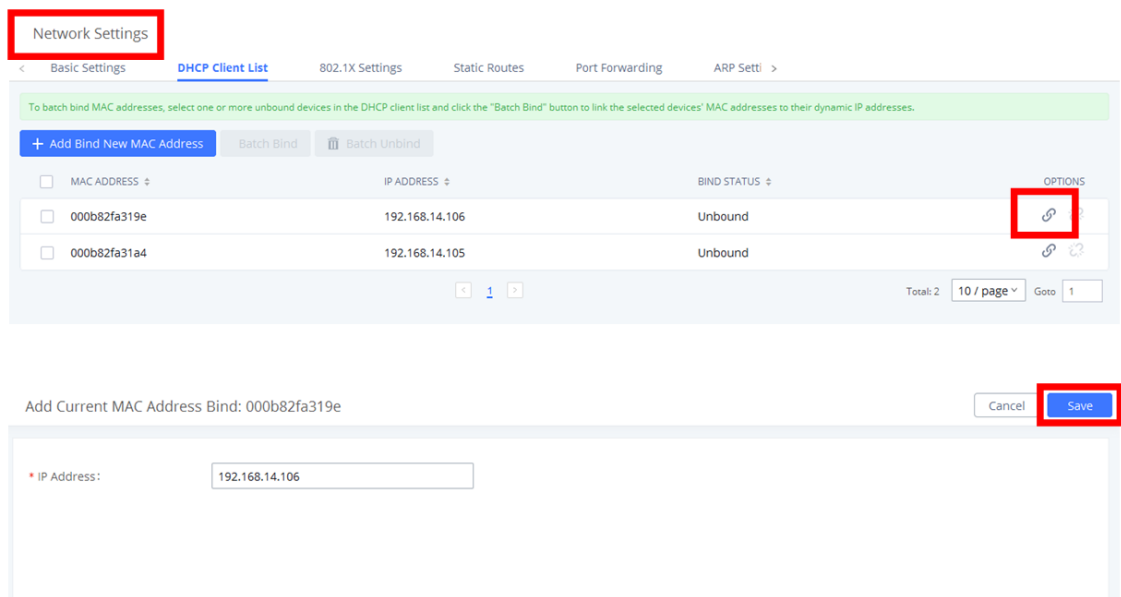 Network Settings
< Basic Settings DHCP Client List 802.1X Settings Static Routes Port Forwarding ARP Setti >
To batch bind MAC addresses, select one or more unbound devices in the DHCP client list and click the "Batch Bind" button to link the selected devices' MAC addresses to their dynamic IP addresses.
+ Add Bind New MAC Address Batch Bind Batch Unbind
MAC ADDRESS IP ADDRESS BIND STATUS OPTIONS
000b82fa319e 192.168.14.106 Unbound
000b82fa31a4 192.168.14.105 Unbound
< 1 > Total: 2 10 / page Goto 1
Add Current MAC Address Bind: 000b82fa319e Cancel Save
* IP Address: 192.168.14.106